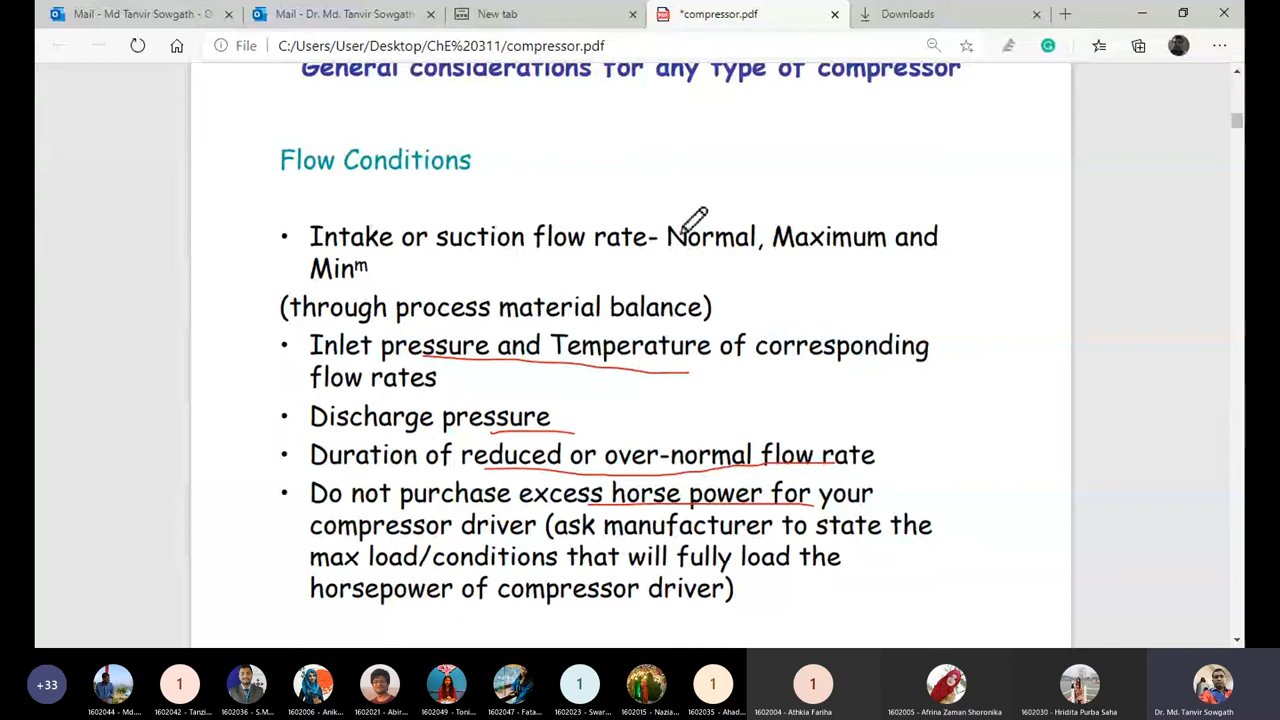 Mail - Md Tanvir Sowgath - O
Mail - Dr. Md. Tanvir Sowgath
New tab
*compressor.pdf
Downloads
File
C:/Users/User/Desktop/ChE%20311/compressor.pdf
General considerations for any type of compressor
Flow Conditions
• Intake or suction flow rate- Normal, Maximum and
Minᵐ
(through process material balance)
• Inlet pressure and Temperature of corresponding
flow rates
• Discharge pressure
• Duration of reduced or over-normal flow rate
• Do not purchase excess horse power for your
compressor driver (ask manufacturer to state the
max load/conditions that will fully load the
horsepower of compressor driver)
+33
1
1
1
1
1602044 - Md....
1602042 - Tanzi...
1602036 - S.M...
1602006 - Anik...
1602021 - Abir...
1602049 - Toni...
1602047 - Fata...
1602023 - Swar...
1602015 - Nazia...
1602035 - Ahad...
1602004 - Athkia Fariha
1602005 - Afrina Zaman Shoronika
1602030 - Hridita Purba Saha
Dr. Md. Tanvir Sowgath